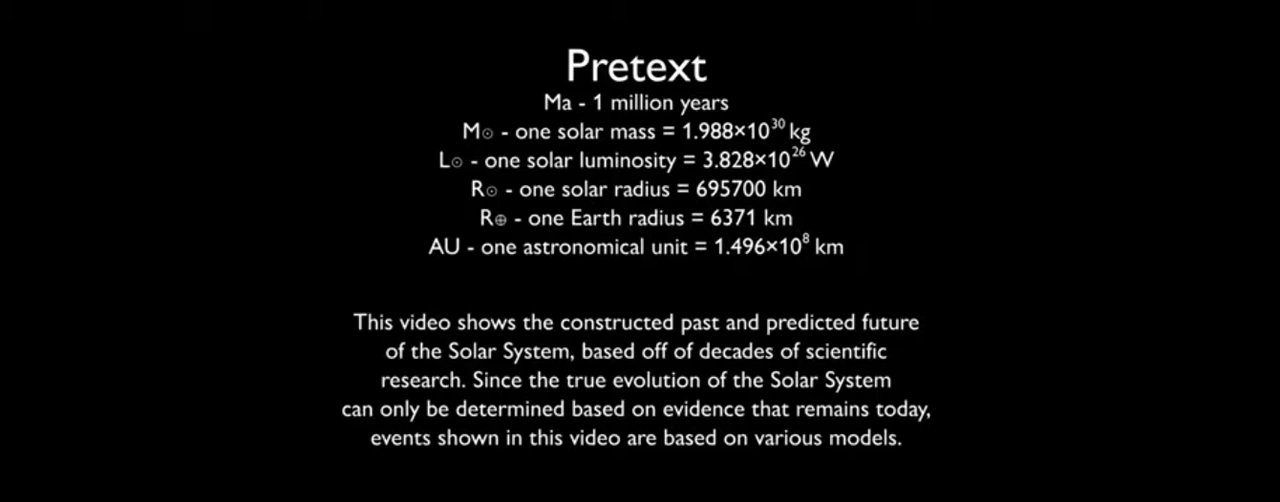 Pretext
Ma - 1 million years
M☉ - one solar mass = 1.988×10³⁰ kg
L☉ - one solar luminosity = 3.828×10²⁶ W
R☉ - one solar radius = 695700 km
R⊕ - one Earth radius = 6371 km
AU - one astronomical unit = 1.496×10⁸ km
This video shows the constructed past and predicted future
of the Solar System, based off of decades of scientific
research. Since the true evolution of the Solar System
can only be determined based on evidence that remains today,
events shown in this video are based on various models.